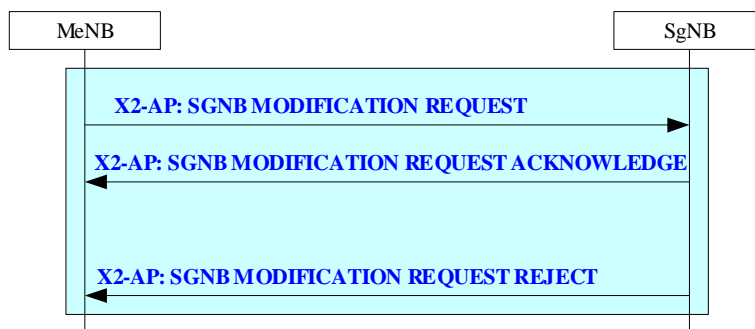 MeNB
SgNB
X2-AP: SGNB MODIFICATION REQUEST
X2-AP: SGNB MODIFICATION REQUEST ACKNOWLEDGE
X2-AP: SGNB MODIFICATION REQUEST REJECT